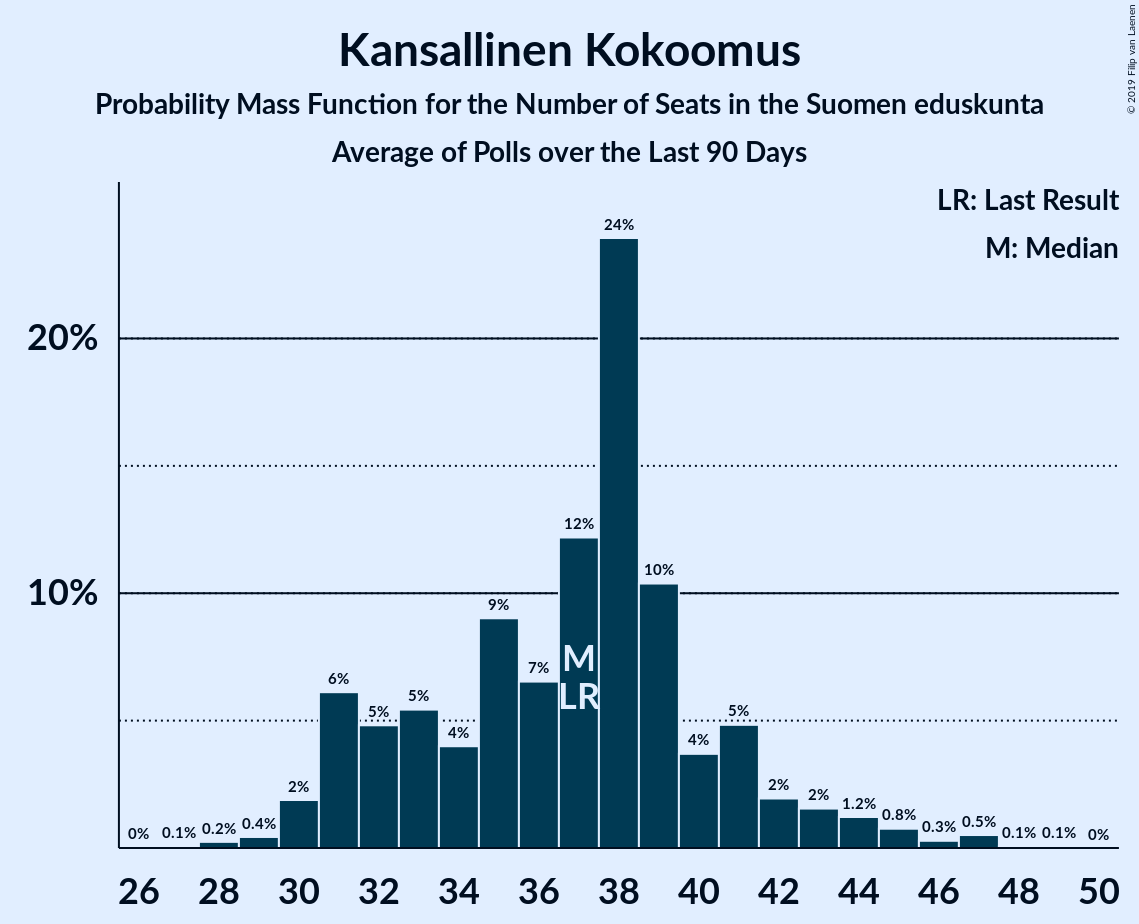 Kansallinen Kokoomus
Probability Mass Function for the Number of Seats in the Suomen eduskunta
Average of Polls over the Last 90 Days
© 2019 Filip van Laenen
LR: Last Result
M: Median
20%
10%
0% 0.1% 0.2% 0.4% 2% 6% 5% 5% 4% 9% 7% 12% 24% 10% 4% 5% 2% 2% 1.2% 0.8% 0.3% 0.5% 0.1% 0.1% 0%
M
LR
26 28 30 32 34 36 38 40 42 44 46 48 50